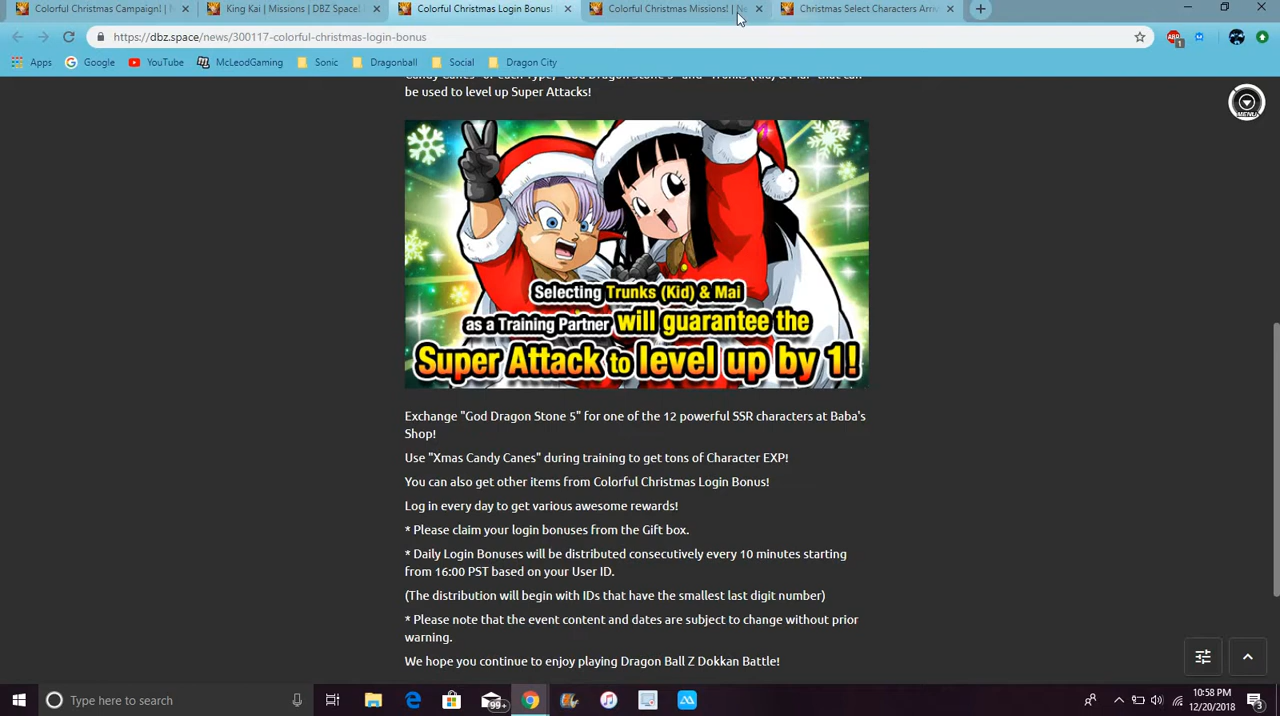 Colorful Christmas Campaign! | N
King Kai | Missions | DBZ Space!
Colorful Christmas Login Bonus!
Colorful Christmas Missions! | Ne
Christmas Select Characters Arriv
https://dbz.space/news/300117-colorful-christmas-login-bonus
ABP
1
Apps
Google
YouTube
McLeodGaming
Sonic
Dragonball
Social
Dragon City
Candy Canes" of each Type, "God Dragon Stone 5" and "Trunks (Kid) & Mai" that can
be used to level up Super Attacks!
MENU
Selecting Trunks (Kid) & Mai
as a Training Partner will guarantee the
Super Attack to level up by 1!
Exchange "God Dragon Stone 5" for one of the 12 powerful SSR characters at Baba's
Shop!
Use "Xmas Candy Canes" during training to get tons of Character EXP!
You can also get other items from Colorful Christmas Login Bonus!
Log in every day to get various awesome rewards!
* Please claim your login bonuses from the Gift box.
* Daily Login Bonuses will be distributed consecutively every 10 minutes starting
from 16:00 PST based on your User ID.
(The distribution will begin with IDs that have the smallest last digit number)
* Please note that the event content and dates are subject to change without prior
warning.
We hope you continue to enjoy playing Dragon Ball Z Dokkan Battle!
Type here to search
99+
10:58 PM
12/20/2018
3